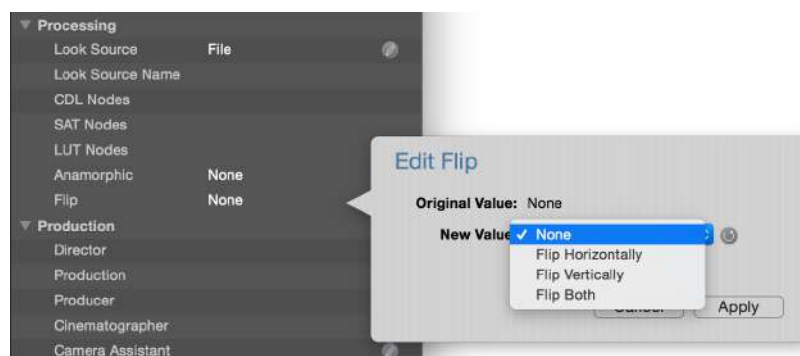 Processing
Look Source File
Look Source Name
CDL Nodes
SAT Nodes
LUT Nodes
Anamorphic None
Flip None
Production
Director
Production
Producer
Cinematographer
Camera Assistant
Edit Flip
Original Value: None
New Value ✓ None
Flip Horizontally
Flip Vertically
Flip Both
Apply